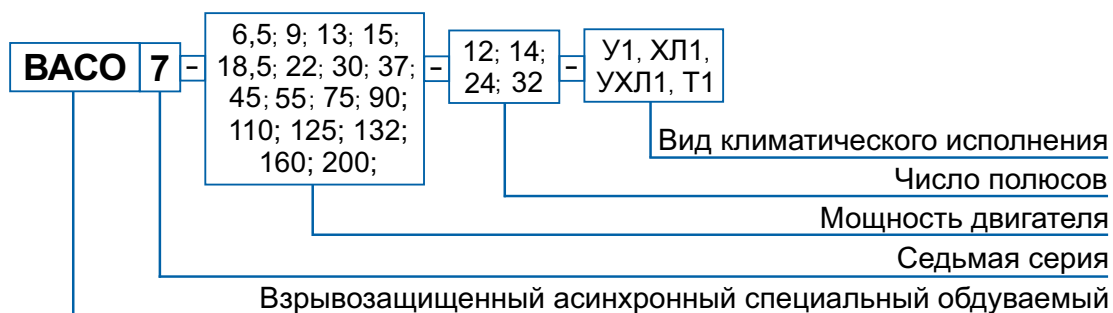 ВАСО 7 – 6,5; 9; 13; 15;
18,5; 22; 30; 37;
45; 55; 75; 90;
110; 125; 132;
160; 200;
– 12; 14;
24; 32
– У1, ХЛ1,
УХЛ1, Т1
Вид климатического исполнения
Число полюсов
Мощность двигателя
Седьмая серия
Взрывозащищенный асинхронный специальный обдуваемый